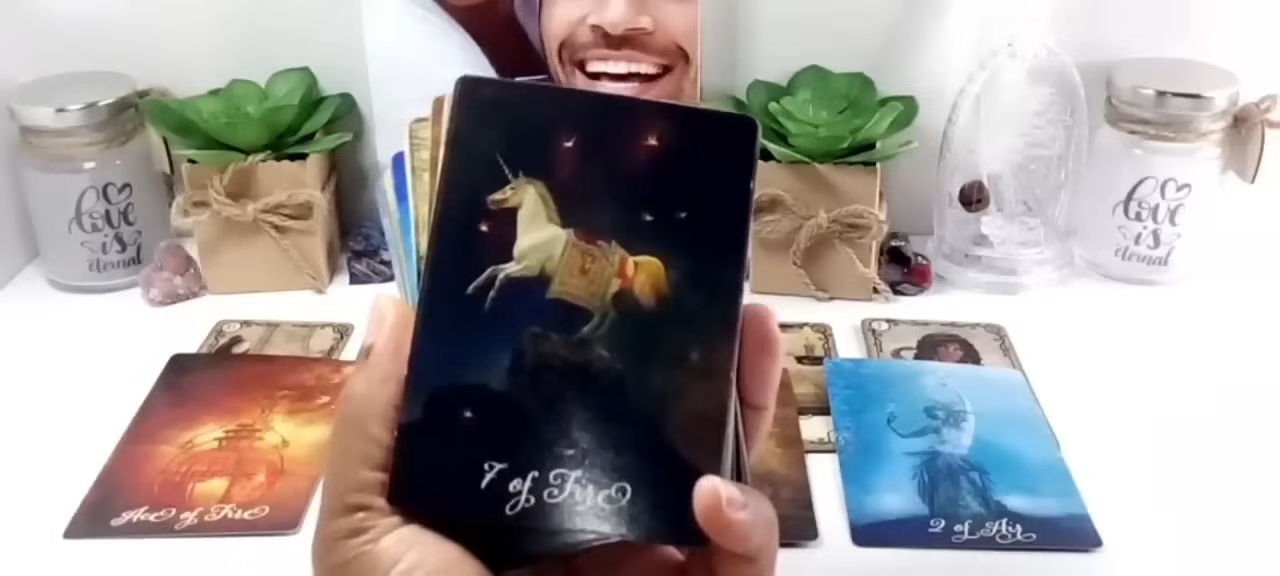 love
is
eternal
love
is
eternal
7 of Fire
Ace of Fire
2 of Air